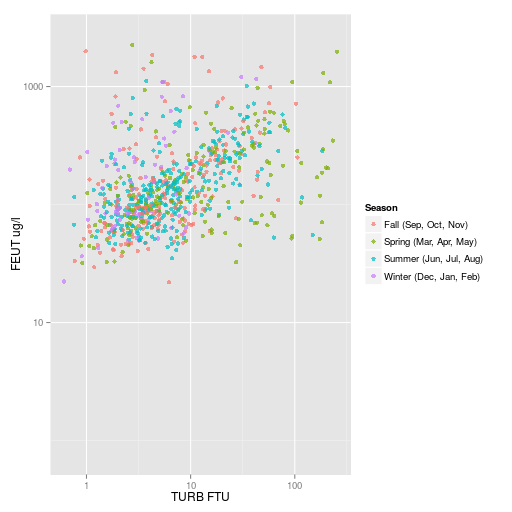 1000
10
FEUT ug/l
1
10
100
TURB FTU
Season
Fall (Sep, Oct, Nov)
Spring (Mar, Apr, May)
Summer (Jun, Jul, Aug)
Winter (Dec, Jan, Feb)